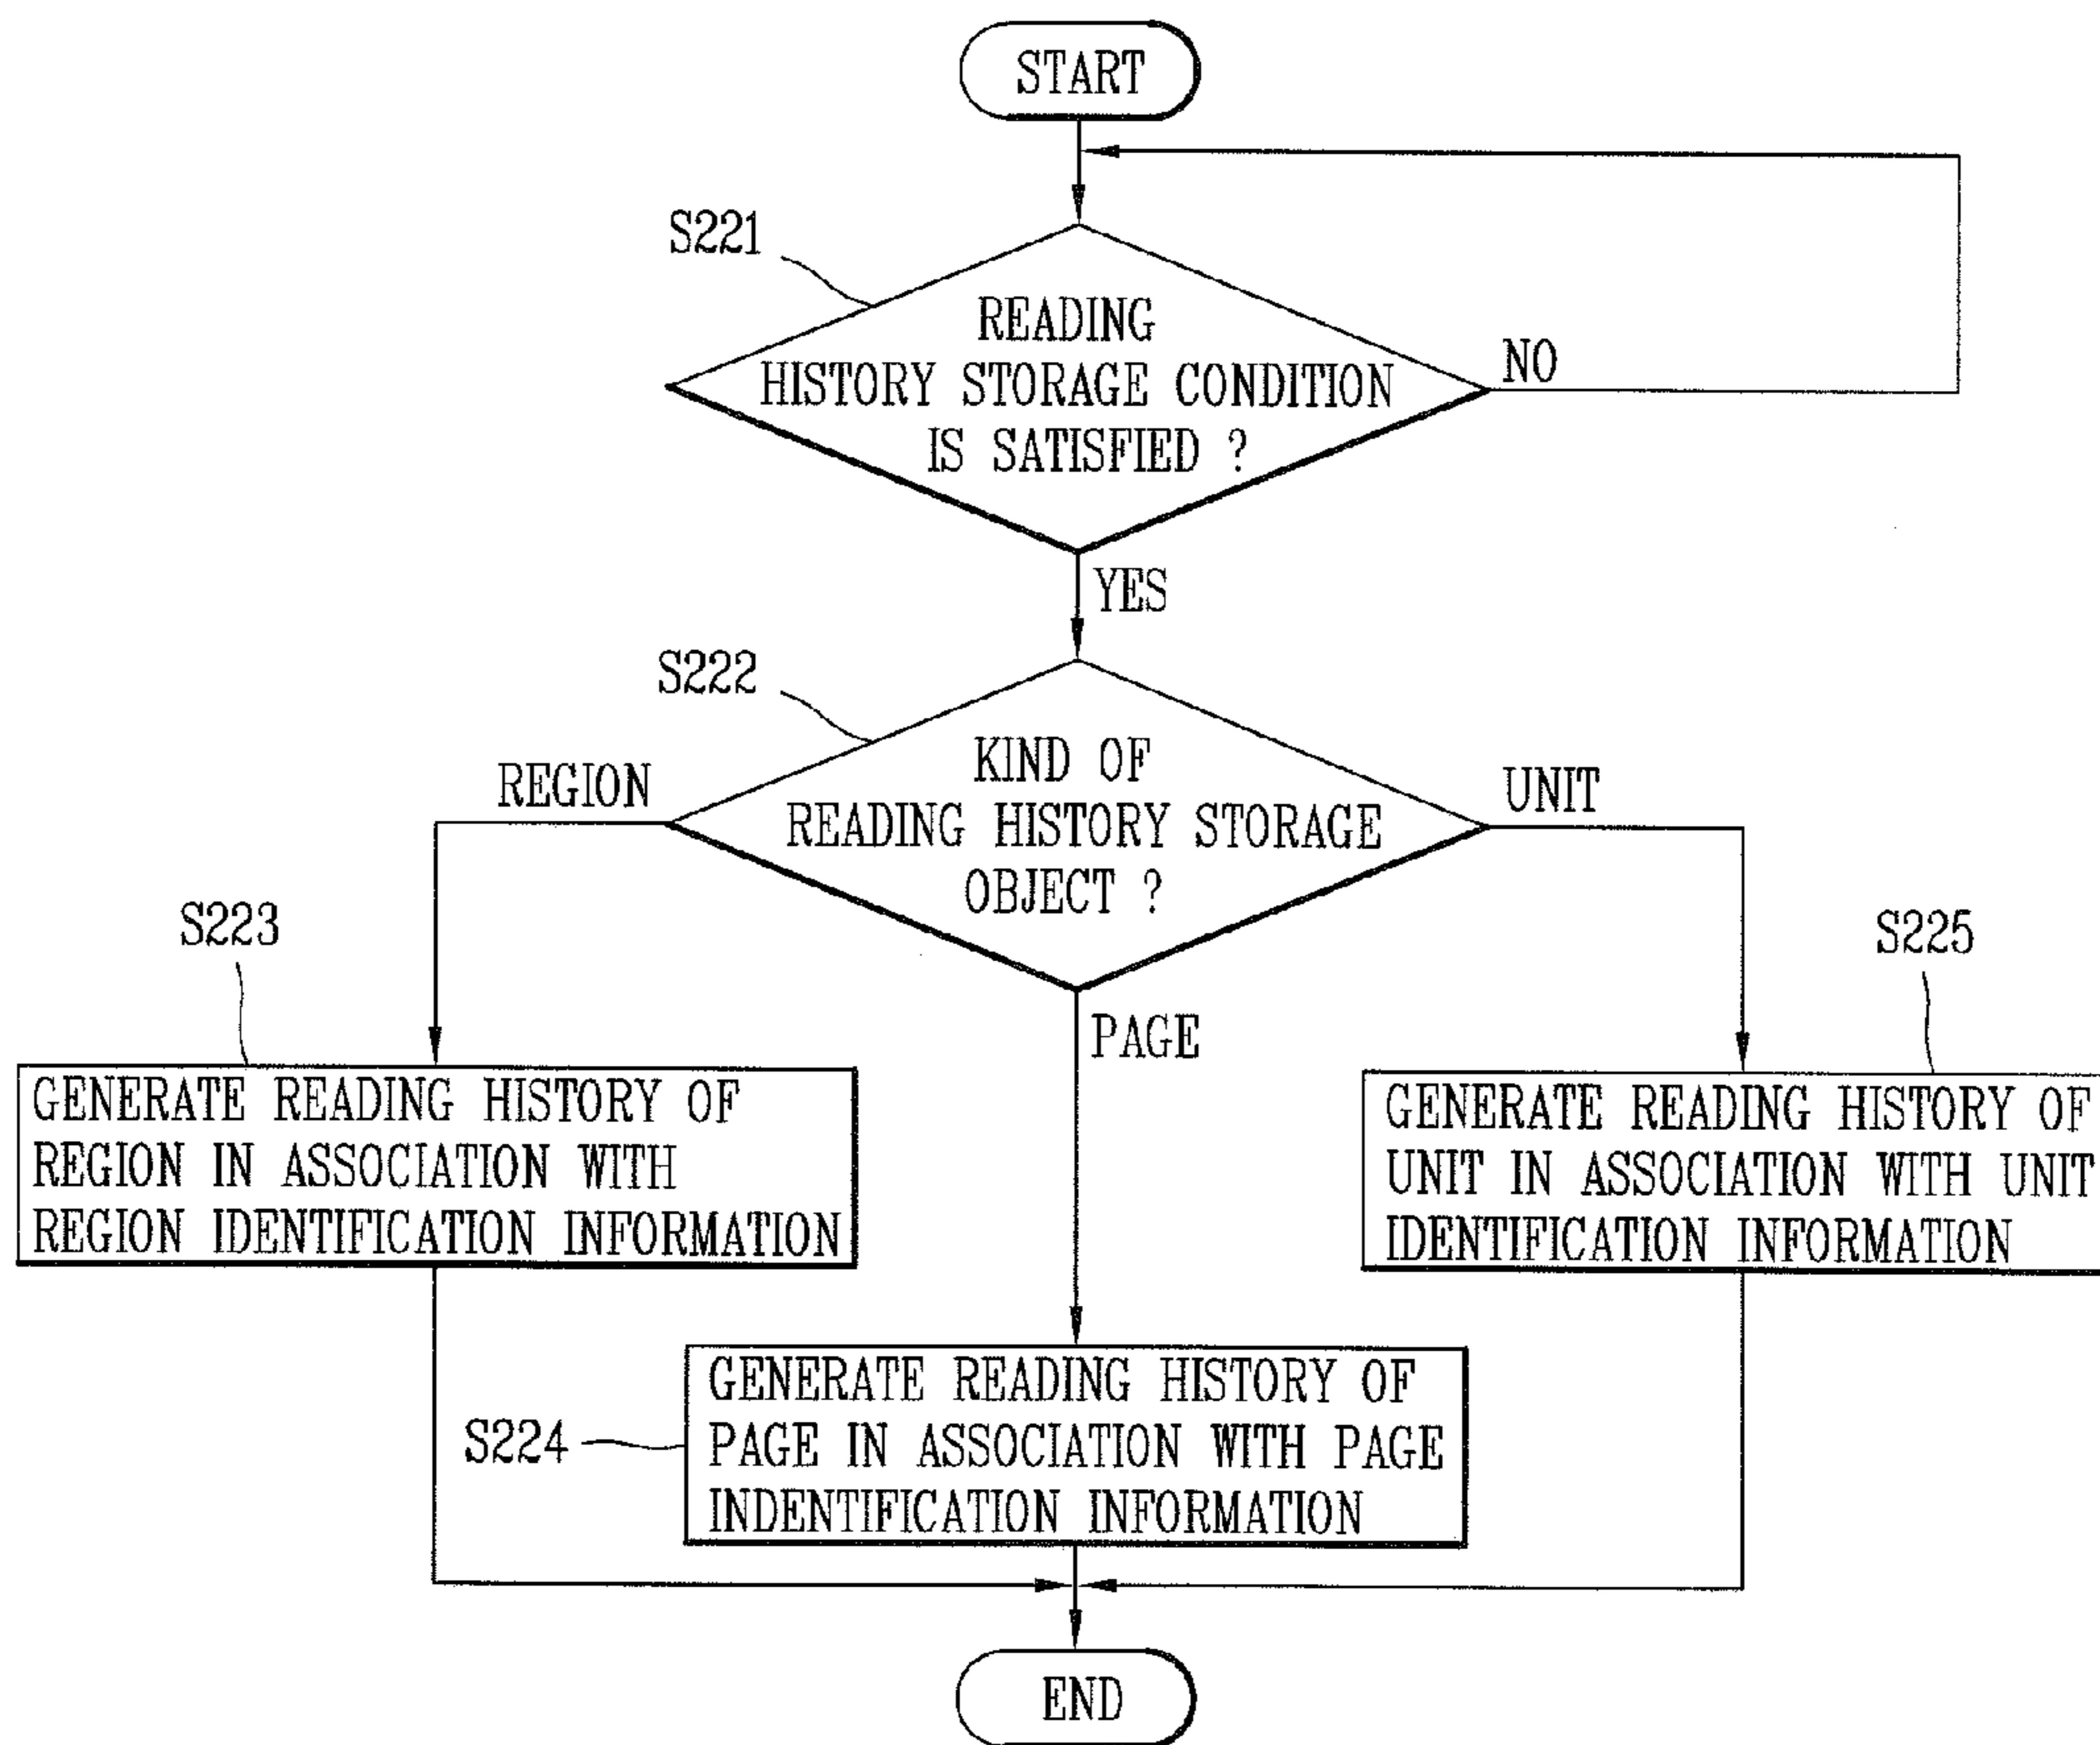 START
S221
READING
HISTORY STORAGE CONDITION
IS SATISFIED ?
NO
YES
S222
KIND OF
READING HISTORY STORAGE
OBJECT ?
REGION
UNIT
PAGE
S223
GENERATE READING HISTORY OF
REGION IN ASSOCIATION WITH
REGION IDENTIFICATION INFORMATION
S225
GENERATE READING HISTORY OF
UNIT IN ASSOCIATION WITH UNIT
IDENTIFICATION INFORMATION
S224
GENERATE READING HISTORY OF
PAGE IN ASSOCIATION WITH PAGE
INDENTIFICATION INFORMATION
END